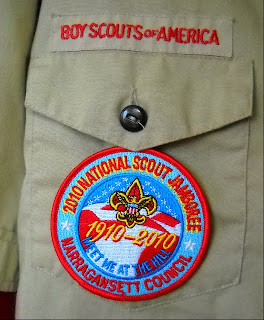 BOY SCOUTS OF AMERICA
2010 NATIONAL SCOUT JAMBOREE
1910-2010
MEET ME AT THE HILL
NARRAGANSETT COUNCIL